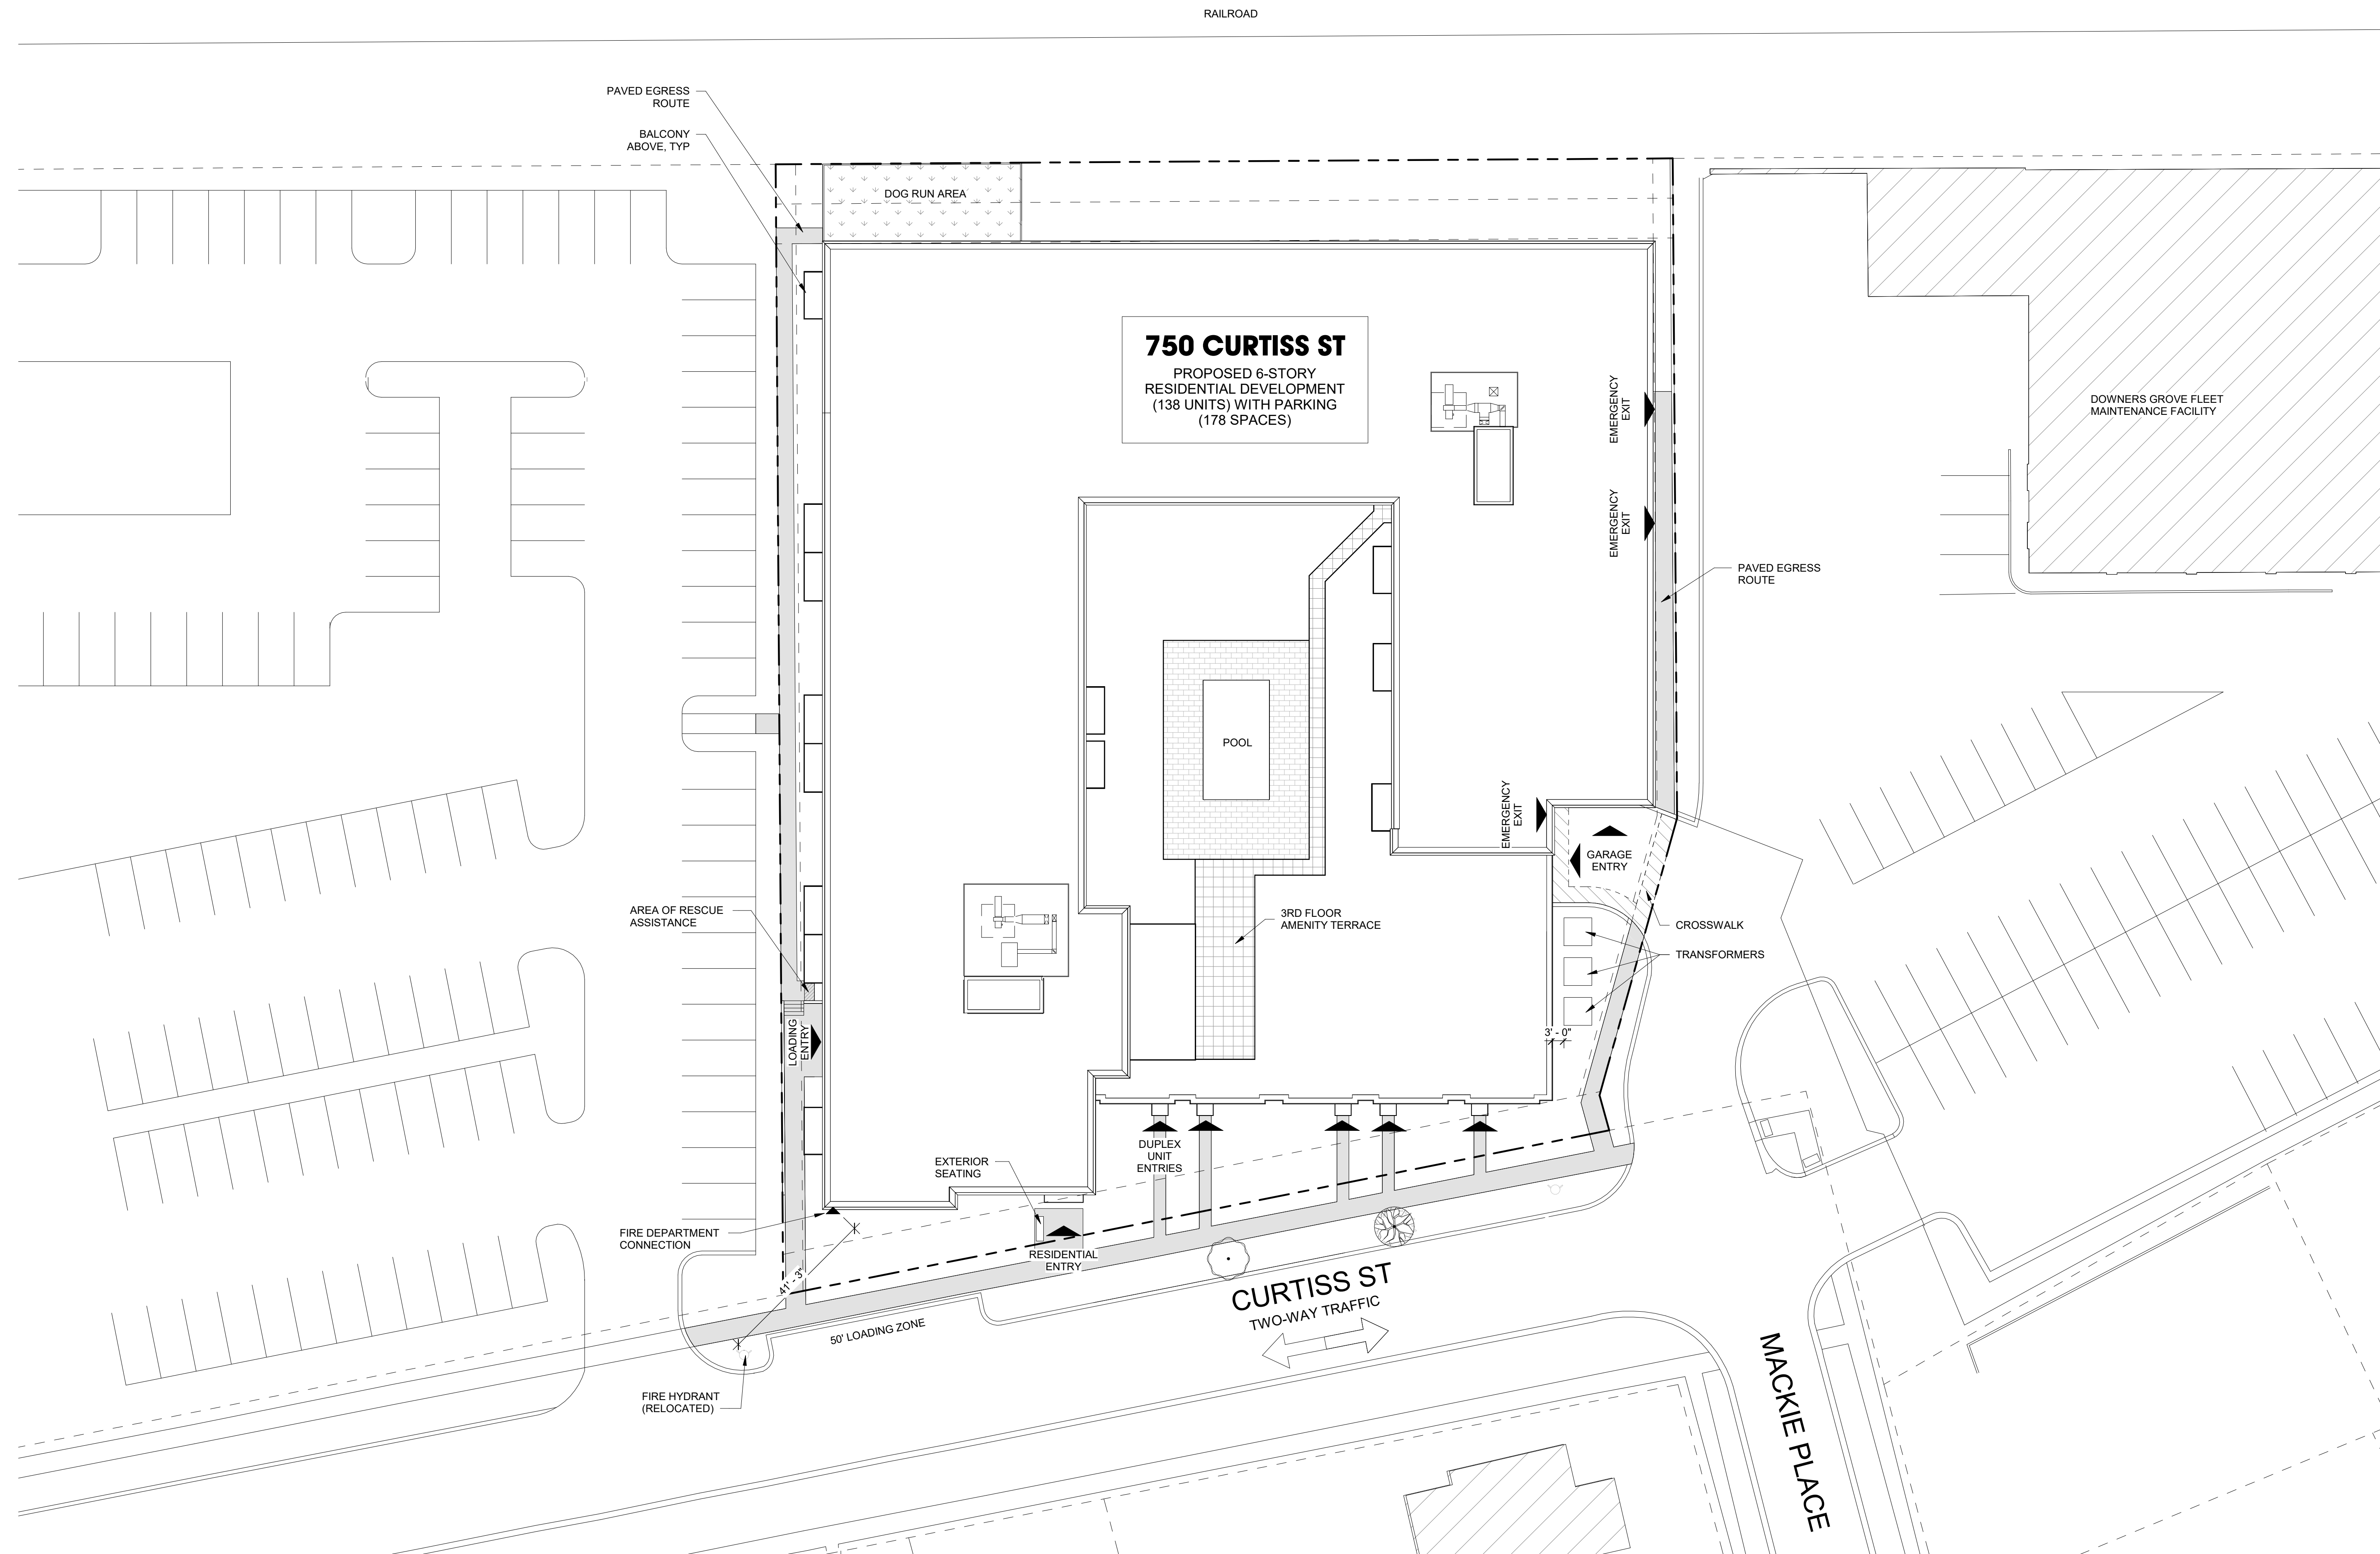 RAILROAD
PAVED EGRESS
ROUTE
BALCONY
ABOVE, TYP
DOG RUN AREA
750 CURTISS ST
PROPOSED 6-STORY
RESIDENTIAL DEVELOPMENT
(138 UNITS) WITH PARKING
(178 SPACES)
EMERGENCY
EXIT
DOWNERS GROVE FLEET
MAINTENANCE FACILITY
EMERGENCY
EXIT
PAVED EGRESS
ROUTE
POOL
EMERGENCY
EXIT
GARAGE
ENTRY
AREA OF RESCUE
ASSISTANCE
3RD FLOOR
AMENITY TERRACE
CROSSWALK
TRANSFORMERS
LOADING
ENTRY
3' - 0"
DUPLEX
UNIT
ENTRIES
EXTERIOR
SEATING
FIRE DEPARTMENT
CONNECTION
RESIDENTIAL
ENTRY
41' - 3"
CURTISS ST
TWO-WAY TRAFFIC
50' LOADING ZONE
MACKIE PLACE
FIRE HYDRANT
(RELOCATED)